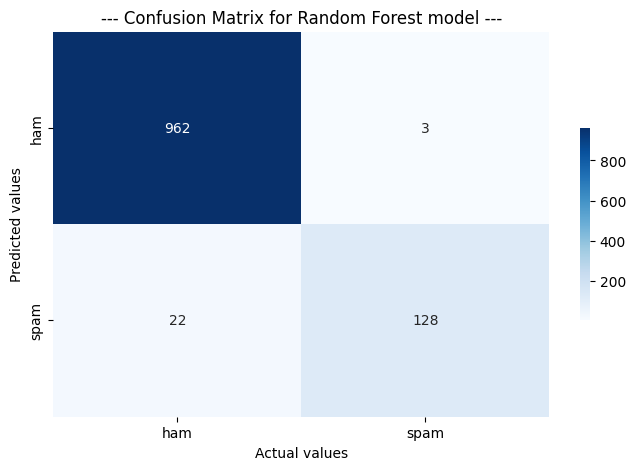 --- Confusion Matrix for Random Forest model ---
Predicted values
ham
962
3
spam
22
128
ham
spam
Actual values
800
600
400
200